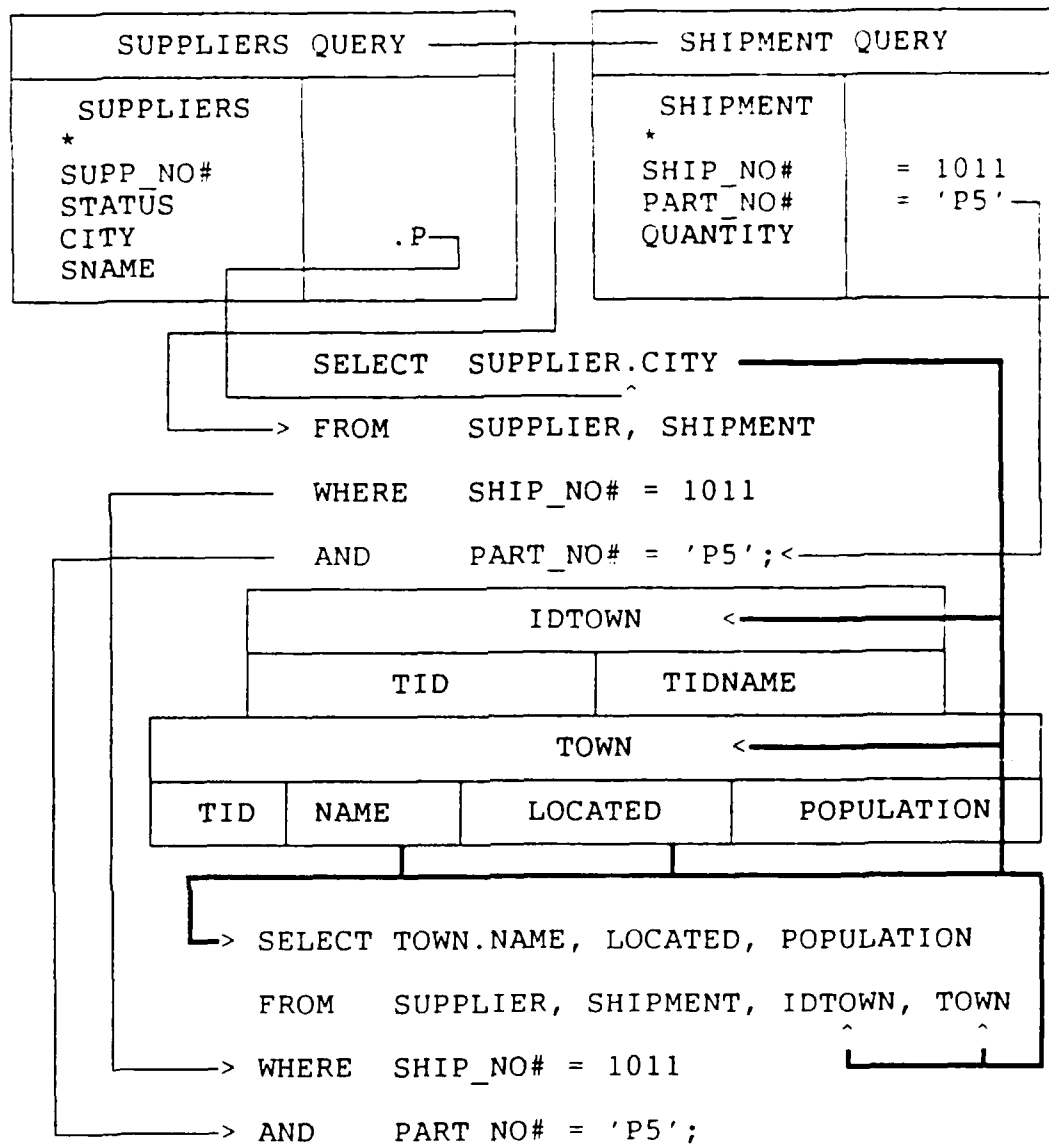 SUPPLIERS QUERY
SHIPMENT QUERY
SUPPLIERS
*
SUPP_NO#
STATUS
CITY .P
SNAME
SHIPMENT
*
SHIP_NO# = 1011
PART_NO# = 'P5'
QUANTITY
SELECT SUPPLIER.CITY
^
> FROM SUPPLIER, SHIPMENT
WHERE SHIP_NO# = 1011
AND PART_NO# = 'P5';<
IDTOWN <
TID TIDNAME
TOWN <
TID NAME LOCATED POPULATION
> SELECT TOWN.NAME, LOCATED, POPULATION
FROM SUPPLIER, SHIPMENT, IDTOWN, TOWN
^ ^
> WHERE SHIP_NO# = 1011
> AND PART NO# = 'P5';